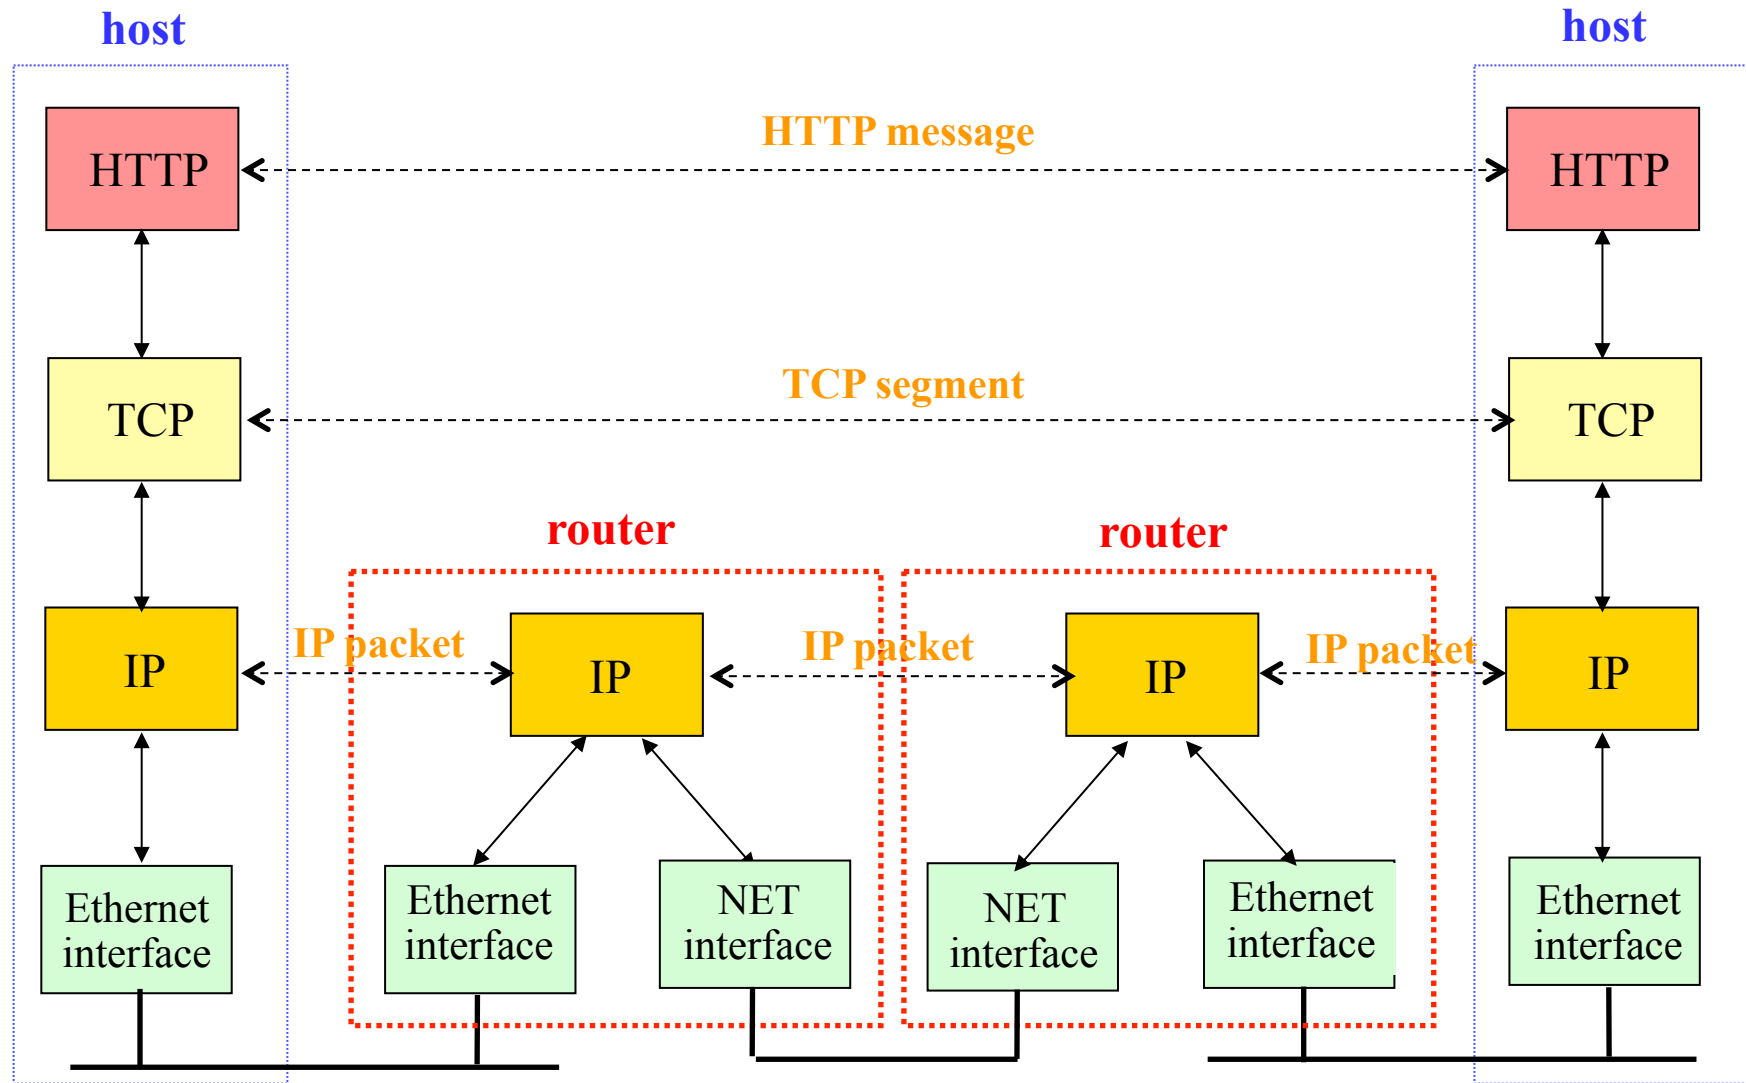 host
host
HTTP
HTTP message
HTTP
TCP
TCP segment
TCP
router
router
IP
IP packet
IP
IP packet
IP
IP packet
IP
Ethernet
interface
Ethernet
interface
NET
interface
NET
interface
Ethernet
interface
Ethernet
interface